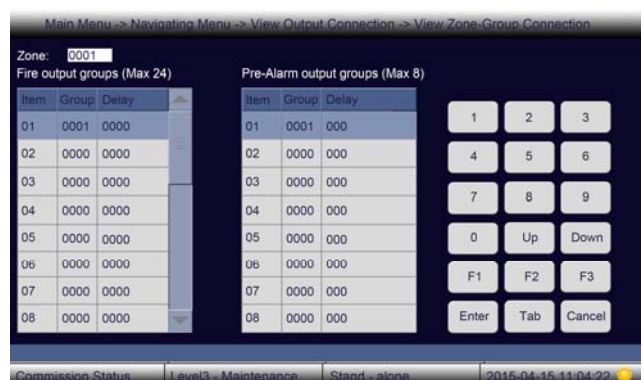 Main Menu -> Navigating Menu -> View Output Connection -> View Zone-Group Connection
Zone: 0001
Fire output groups (Max 24)
Item Group Delay
01 0001 0000
02 0000 0000
03 0000 0000
04 0000 0000
05 0000 0000
06 0000 0000
07 0000 0000
08 0000 0000
Pre-Alarm output groups (Max 8)
Item Group Delay
01 0001 000
02 0000 000
03 0000 000
04 0000 000
05 0000 000
06 0000 000
07 0000 000
08 0000 000
1 2 3
4 5 6
7 8 9
0 Up Down
F1 F2 F3
Enter Tab Cancel
Commission Status Level3 - Maintenance Stand - alone 2015-04-15 11:04:22